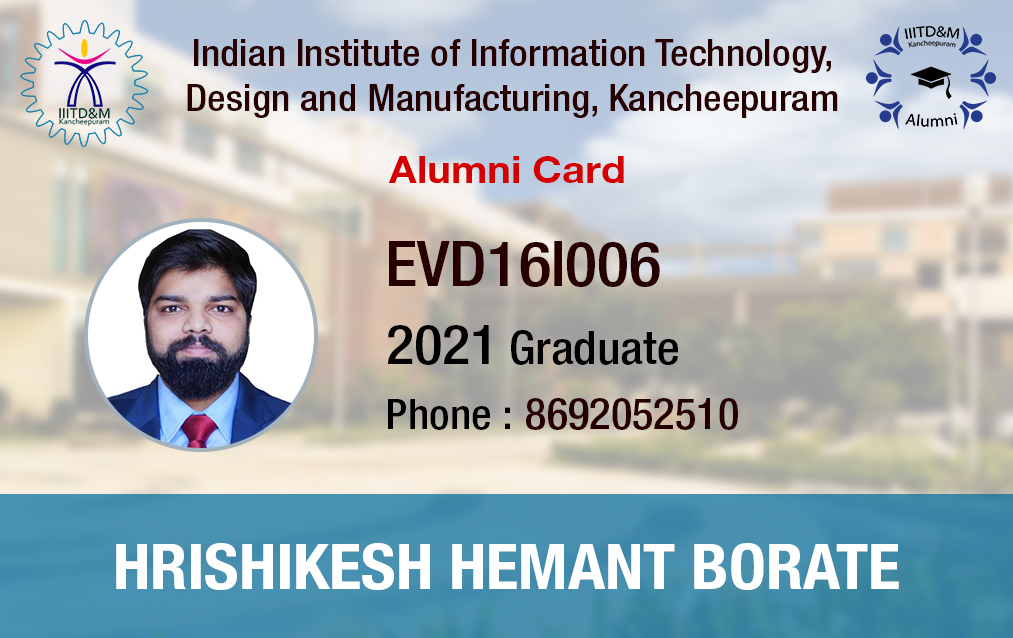 IIITD&M
Kancheepuram
Indian Institute of Information Technology,
Design and Manufacturing, Kancheepuram
IIITD&M
Kancheepuram
Alumni
Alumni Card
EVD16I006
2021 Graduate
Phone : 8692052510
HRISHIKESH HEMANT BORATE